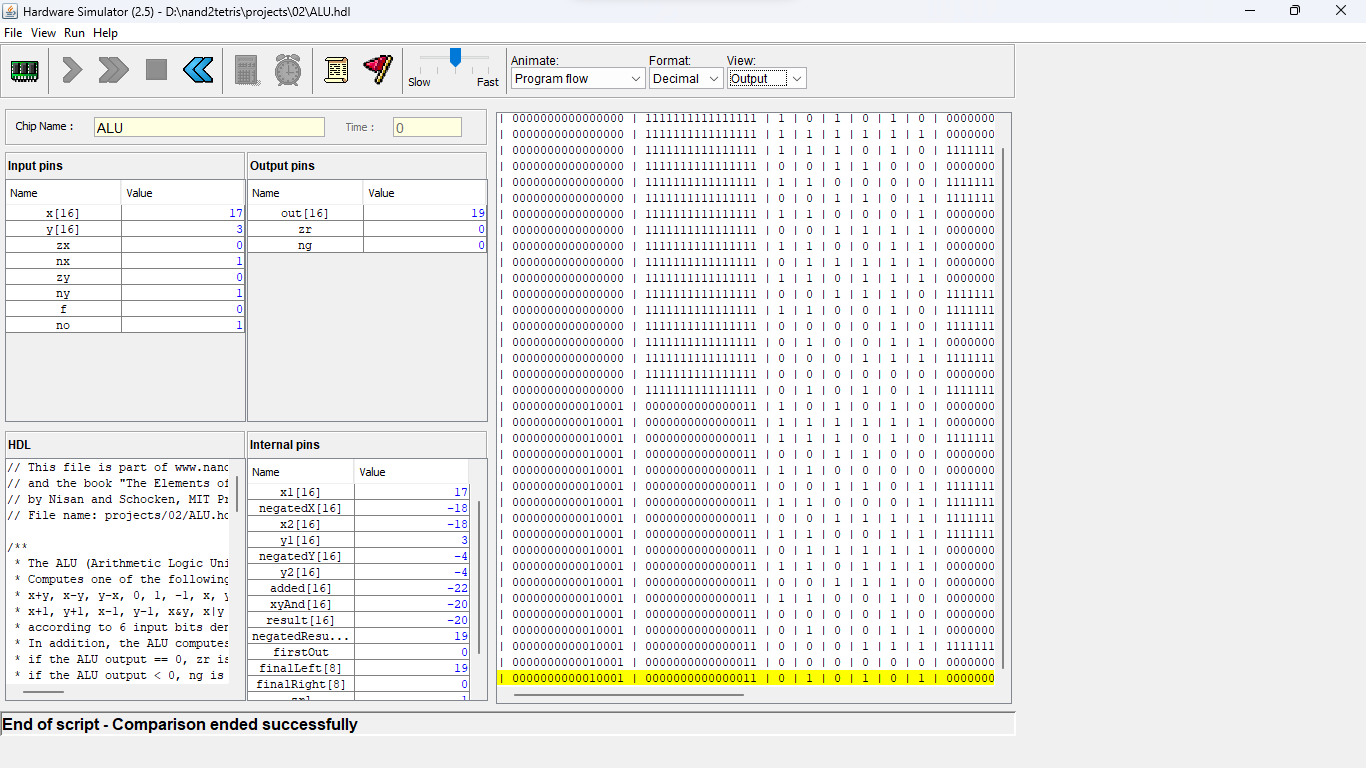 Hardware Simulator (2.5) - D:\nand2tetris\projects\02\ALU.hdl
File View Run Help
Slow Fast
Animate: Format: View:
Program flow Decimal Output
Chip Name : ALU Time : 0
Input pins
Name Value
x[16] 17
y[16] 3
zx 0
nx 1
zy 0
ny 1
f 0
no 1
Output pins
Name Value
out[16] 19
zr 0
ng 0
HDL
// This file is part of www.nand
// and the book "The Elements of
// by Nisan and Schocken, MIT Pr
// File name: projects/02/ALU.hd
/**
* The ALU (Arithmetic Logic Uni
* Computes one of the following
* x+y, x-y, y-x, 0, 1, -1, x, y
* x+1, y+1, x-1, y-1, x&y, x|y
* according to 6 input bits den
* In addition, the ALU computes
* if the ALU output == 0, zr is
* if the ALU output < 0, ng is
Internal pins
Name Value
x1[16] 17
negatedX[16] -18
x2[16] -18
y1[16] 3
negatedY[16] -4
y2[16] -4
added[16] -22
xyAnd[16] -20
result[16] -20
negatedResu... 19
firstOut 0
finalLeft[8] 19
finalRight[8] 0
| 0000000000000000 | 1111111111111111 | 1 | 0 | 1 | 0 | 1 | 0 | 0000000
| 0000000000000000 | 1111111111111111 | 1 | 1 | 1 | 1 | 1 | 1 | 0000000
| 0000000000000000 | 1111111111111111 | 1 | 1 | 1 | 0 | 1 | 0 | 1111111
| 0000000000000000 | 1111111111111111 | 0 | 0 | 1 | 1 | 0 | 0 | 0000000
| 0000000000000000 | 1111111111111111 | 1 | 1 | 0 | 0 | 0 | 0 | 1111111
| 0000000000000000 | 1111111111111111 | 0 | 0 | 1 | 1 | 0 | 1 | 1111111
| 0000000000000000 | 1111111111111111 | 1 | 1 | 0 | 0 | 0 | 1 | 0000000
| 0000000000000000 | 1111111111111111 | 0 | 0 | 1 | 1 | 1 | 1 | 0000000
| 0000000000000000 | 1111111111111111 | 1 | 1 | 0 | 0 | 1 | 1 | 0000000
| 0000000000000000 | 1111111111111111 | 0 | 1 | 1 | 1 | 1 | 1 | 0000000
| 0000000000000000 | 1111111111111111 | 1 | 1 | 0 | 1 | 1 | 1 | 0000000
| 0000000000000000 | 1111111111111111 | 0 | 0 | 1 | 1 | 1 | 0 | 1111111
| 0000000000000000 | 1111111111111111 | 1 | 1 | 0 | 0 | 1 | 0 | 1111111
| 0000000000000000 | 1111111111111111 | 0 | 0 | 0 | 0 | 1 | 0 | 1111111
| 0000000000000000 | 1111111111111111 | 0 | 1 | 0 | 0 | 1 | 1 | 0000000
| 0000000000000000 | 1111111111111111 | 0 | 0 | 0 | 1 | 1 | 1 | 1111111
| 0000000000000000 | 1111111111111111 | 0 | 0 | 0 | 0 | 0 | 0 | 0000000
| 0000000000000000 | 1111111111111111 | 0 | 1 | 0 | 1 | 0 | 1 | 1111111
| 0000000000010001 | 0000000000000011 | 1 | 0 | 1 | 0 | 1 | 0 | 0000000
| 0000000000010001 | 0000000000000011 | 1 | 1 | 1 | 1 | 1 | 1 | 0000000
| 0000000000010001 | 0000000000000011 | 1 | 1 | 1 | 0 | 1 | 0 | 1111111
| 0000000000010001 | 0000000000000011 | 0 | 0 | 1 | 1 | 0 | 0 | 0000000
| 0000000000010001 | 0000000000000011 | 1 | 1 | 0 | 0 | 0 | 0 | 0000000
| 0000000000010001 | 0000000000000011 | 0 | 0 | 1 | 1 | 0 | 1 | 1111111
| 0000000000010001 | 0000000000000011 | 1 | 1 | 0 | 0 | 0 | 1 | 1111111
| 0000000000010001 | 0000000000000011 | 0 | 0 | 1 | 1 | 1 | 1 | 1111111
| 0000000000010001 | 0000000000000011 | 1 | 1 | 0 | 0 | 1 | 1 | 1111111
| 0000000000010001 | 0000000000000011 | 0 | 1 | 1 | 1 | 1 | 1 | 0000000
| 0000000000010001 | 0000000000000011 | 1 | 1 | 0 | 1 | 1 | 1 | 0000000
| 0000000000010001 | 0000000000000011 | 0 | 0 | 1 | 1 | 1 | 0 | 0000000
| 0000000000010001 | 0000000000000011 | 1 | 1 | 0 | 0 | 1 | 0 | 0000000
| 0000000000010001 | 0000000000000011 | 0 | 0 | 0 | 0 | 1 | 0 | 0000000
| 0000000000010001 | 0000000000000011 | 0 | 1 | 0 | 0 | 1 | 1 | 0000000
| 0000000000010001 | 0000000000000011 | 0 | 0 | 0 | 1 | 1 | 1 | 1111111
| 0000000000010001 | 0000000000000011 | 0 | 0 | 0 | 0 | 0 | 0 | 0000000
| 0000000000010001 | 0000000000000011 | 0 | 1 | 0 | 1 | 0 | 1 | 0000000
End of script - Comparison ended successfully